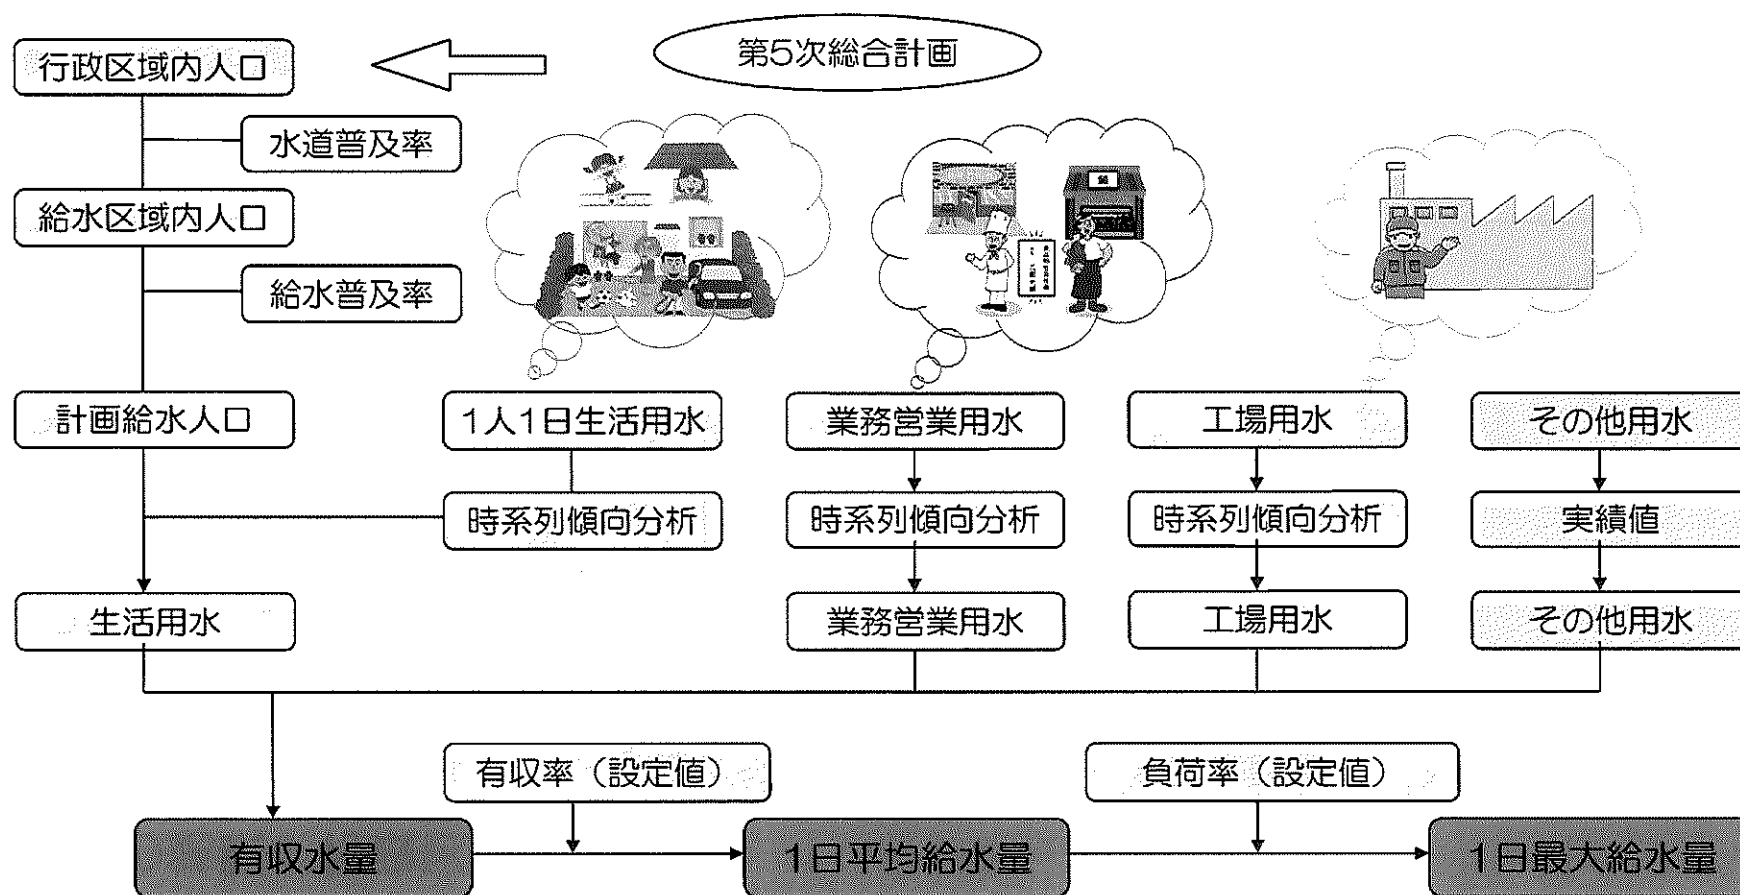 行政区域内人口
第5次総合計画
水道普及率
給水区域内人口
給水普及率
計画給水人口
1人1日生活用水
業務営業用水
工場用水
その他用水
時系列傾向分析
時系列傾向分析
時系列傾向分析
実績値
生活用水
業務営業用水
工場用水
その他用水
有収率（設定値）
負荷率（設定値）
有収水量
1日平均給水量
1日最大給水量